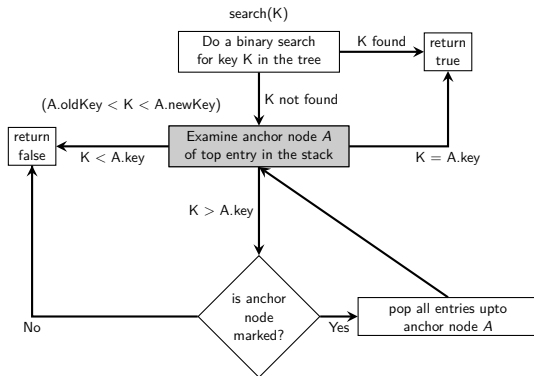 search(K)
Do a binary search
for key K in the tree
K found
return
true
K not found
(A.oldKey < K < A.newKey)
return
false
K < A.key
Examine anchor node A
of top entry in the stack
K = A.key
K > A.key
is anchor
node
marked?
No
Yes
pop all entries upto
anchor node A